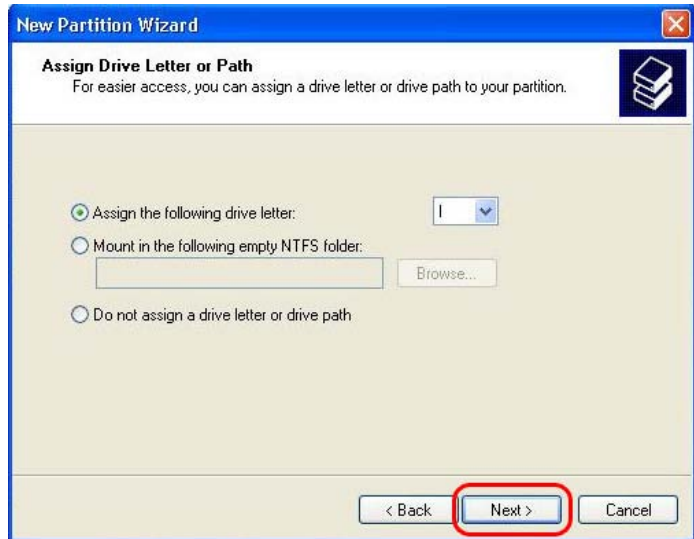 New Partition Wizard
Assign Drive Letter or Path
For easier access, you can assign a drive letter or drive path to your partition.
Assign the following drive letter: I
Mount in the following empty NTFS folder:
Browse...
Do not assign a drive letter or drive path
< Back Next > Cancel